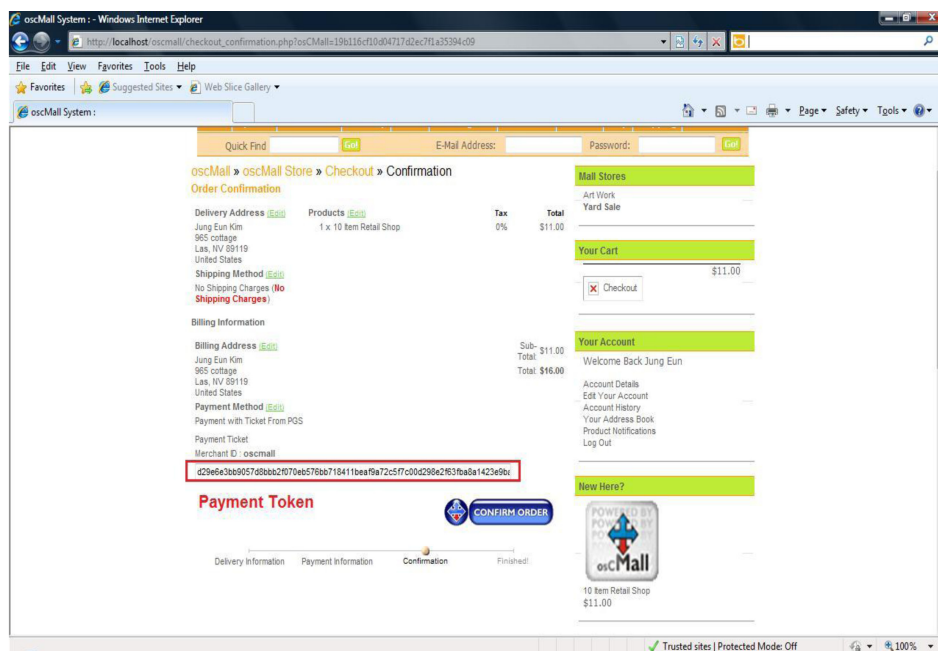 oscMall System : - Windows Internet Explorer
http://localhost/oscmall/checkout_confirmation.php?osCMall=19b116cf10d04717d2ec7f1a35394c09
File Edit View Favorites Tools Help
Favorites Suggested Sites Web Slice Gallery
oscMall System : Page Safety Tools
Quick Find Go! E-Mail Address: Password: Go!
oscMall » oscMall Store » Checkout » Confirmation
Order Confirmation
Delivery Address (Edit) Products (Edit) Tax Total
Jung Eun Kim 1 x 10 Item Retail Shop 0% $11.00
965 cottage
Las, NV 89119
United States
Shipping Method (Edit)
No Shipping Charges (No
Shipping Charges)
Billing Information
Billing Address (Edit) Sub-
Total: $11.00
Jung Eun Kim Total: $16.00
965 cottage
Las, NV 89119
United States
Payment Method (Edit)
Payment with Ticket From PGS
Payment Ticket
Merchant ID : oscmall
d29e6e3bb9057d8bbb2f070eb576bb718411beaf9a72c5f7c00d298e2f63fba8a1423e9b
Payment Token
CONFIRM ORDER
Delivery Information Payment Information Confirmation Finished!
Mall Stores
Art Work
Yard Sale
Your Cart
$11.00
Checkout
Your Account
Welcome Back Jung Eun
Account Details
Edit Your Account
Account History
Your Address Book
Product Notifications
Log Out
New Here?
POWERED BY
POWERED BY
oscMall
10 Item Retail Shop
$11.00
Trusted sites | Protected Mode: Off 100%